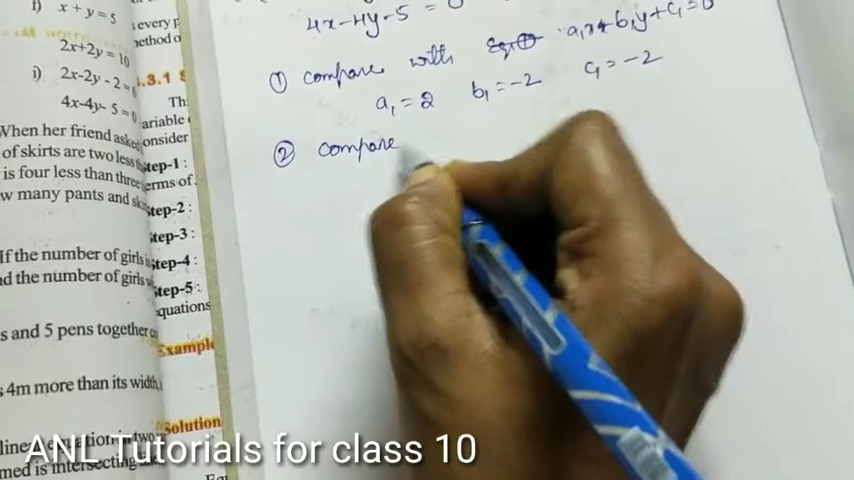 i) x + y = 5
2x+2y = 10
i) 2x-2y - 2 =
4x-4y- 5 = 0
When her friend asked
of skirts are two less
is four less than three
w many pants and
If the number of girls
d the number of girls
s and 5 pens together
4m more than its width,
linear equation
med is intersecting
every p
ethod o
.3.1
Th
ariable
onsider
Step-1 :
erms of
Step-2 :
Step-3 :
Step-4 :
Step-5 :
quations
Example
Solution
4x-4y-5 = 0
① compare with a₁x+b₁y+c₁=0
a₁ = 2 b₁ = -2 c₁ = -2
② compare
ANL Tutorials for class 10